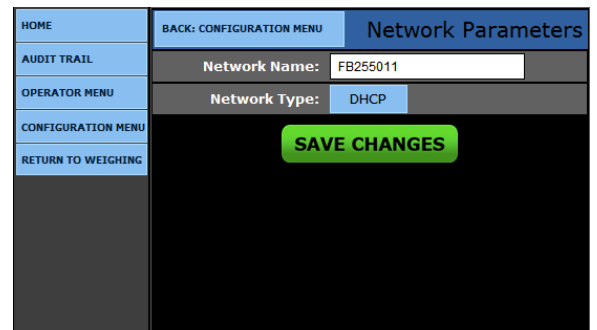 HOME
AUDIT TRAIL
OPERATOR MENU
CONFIGURATION MENU
RETURN TO WEIGHING
BACK: CONFIGURATION MENU
Network Parameters
Network Name: FB255011
Network Type: DHCP
SAVE CHANGES